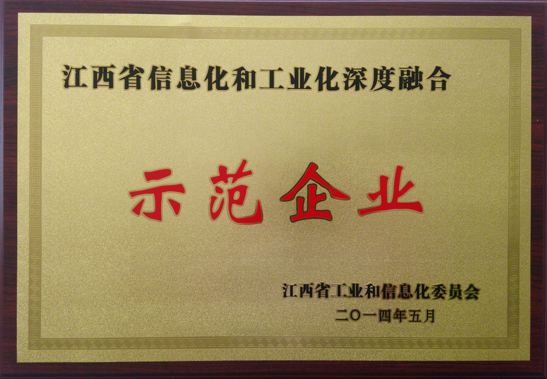 江西省信息化和工业化深度融合
示范企业
江西省工业和信息化委员会
二〇一四年五月